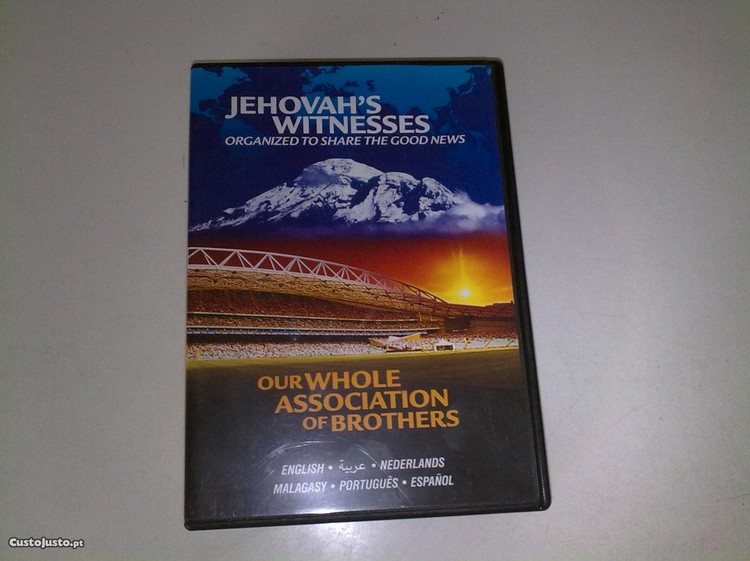 JEHOVAH'S
WITNESSES
ORGANIZED TO SHARE THE GOOD NEWS
OUR WHOLE
ASSOCIATION
OF BROTHERS
ENGLISH • عربية • NEDERLANDS
MALAGASY • PORTUGUÊS • ESPAÑOL
CustoJusto.pt